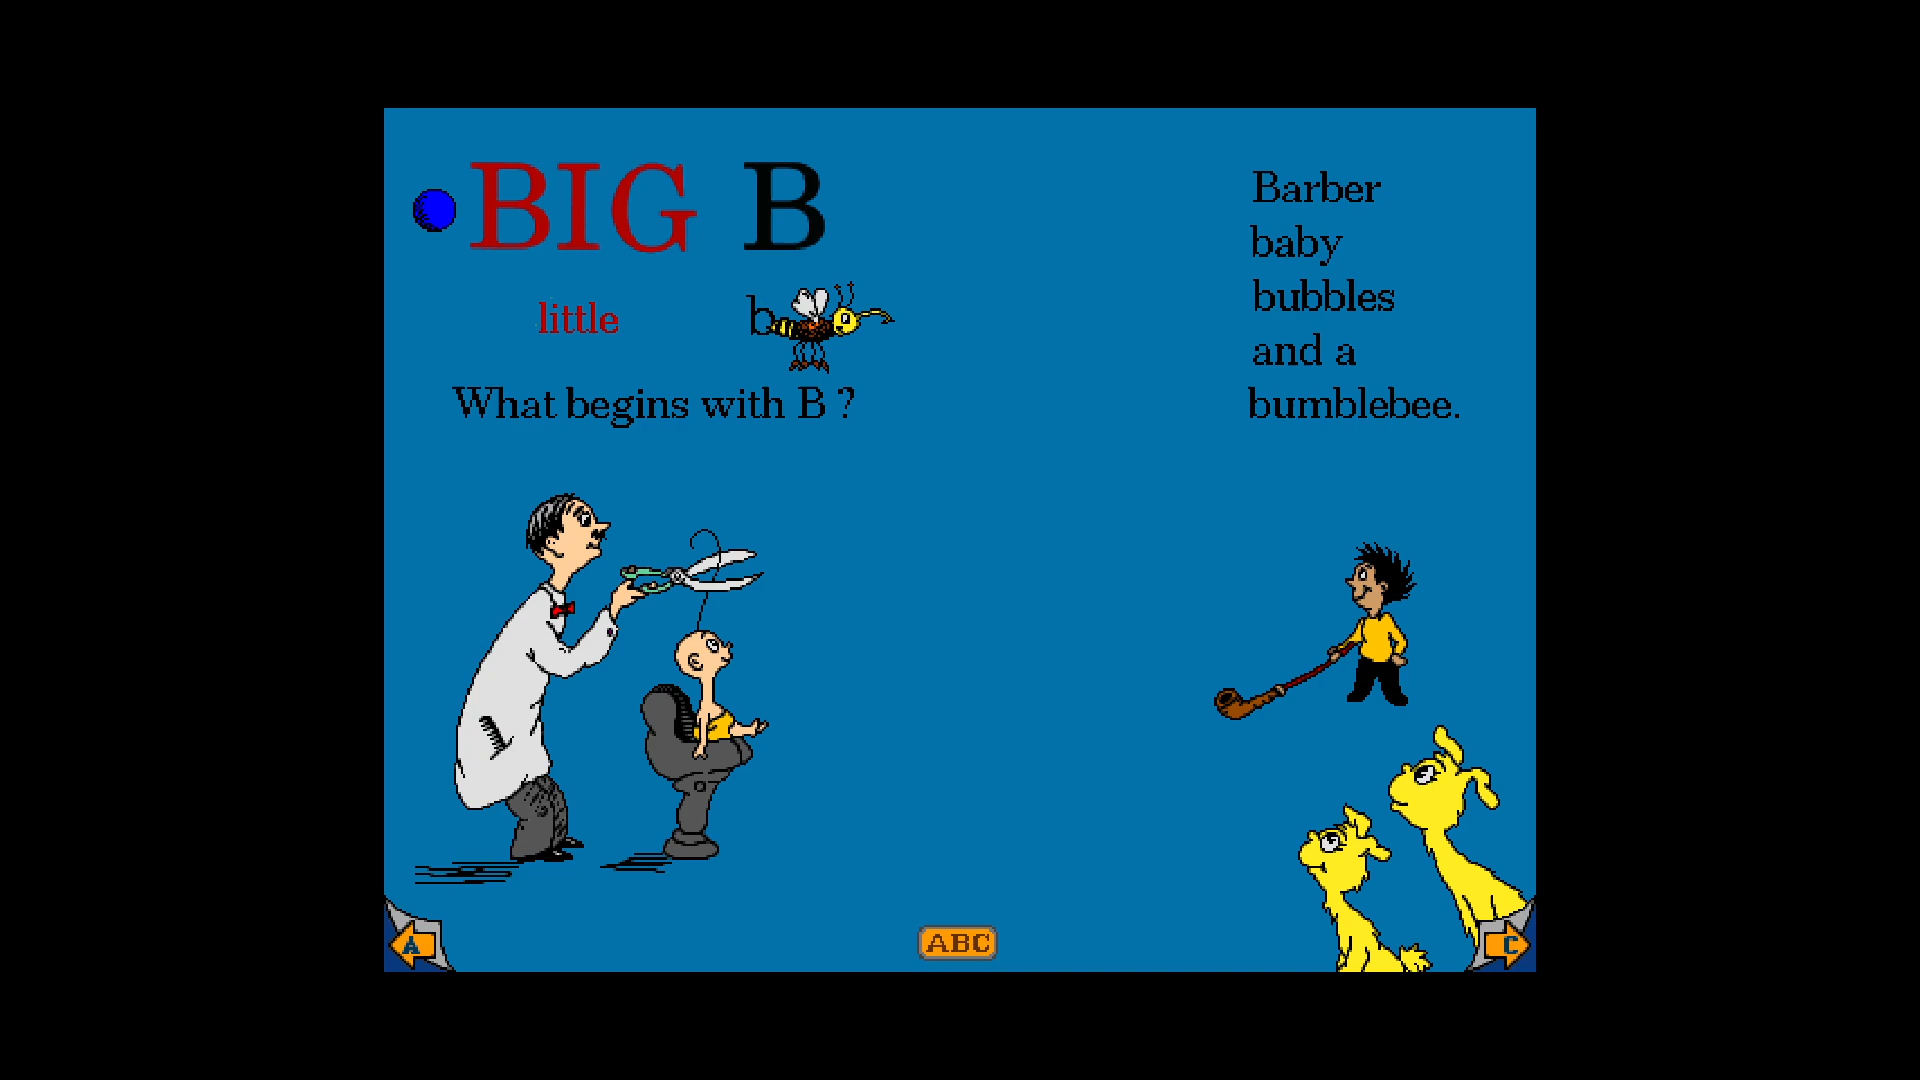 BIG B
little b
What begins with B ?
Barber
baby
bubbles
and a
bumblebee.
A
ABC
C